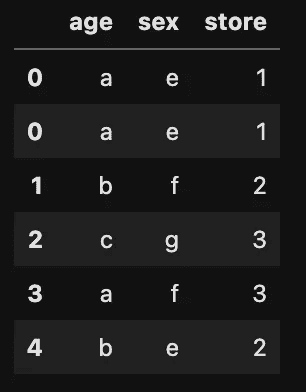 age sex store
0 a e 1
0 a e 1
1 b f 2
2 c g 3
3 a f 3
4 b e 2